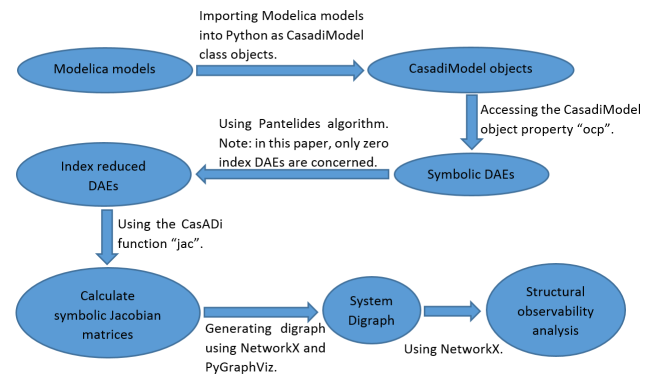 Importing Modelica models
into Python as CasadiModel
class objects.
Modelica models
CasadiModel objects
Accessing the CasadiModel
object property “ocp”.
Using Pantelides algorithm.
Note: in this paper, only zero
index DAEs are concerned.
Index reduced
DAEs
Symbolic DAEs
Using the CasADi
function “jac”.
Calculate
symbolic Jacobian
matrices
Generating digraph
using NetworkX and
PyGraphViz.
System
Digraph
Using NetworkX.
Structural
observability
analysis